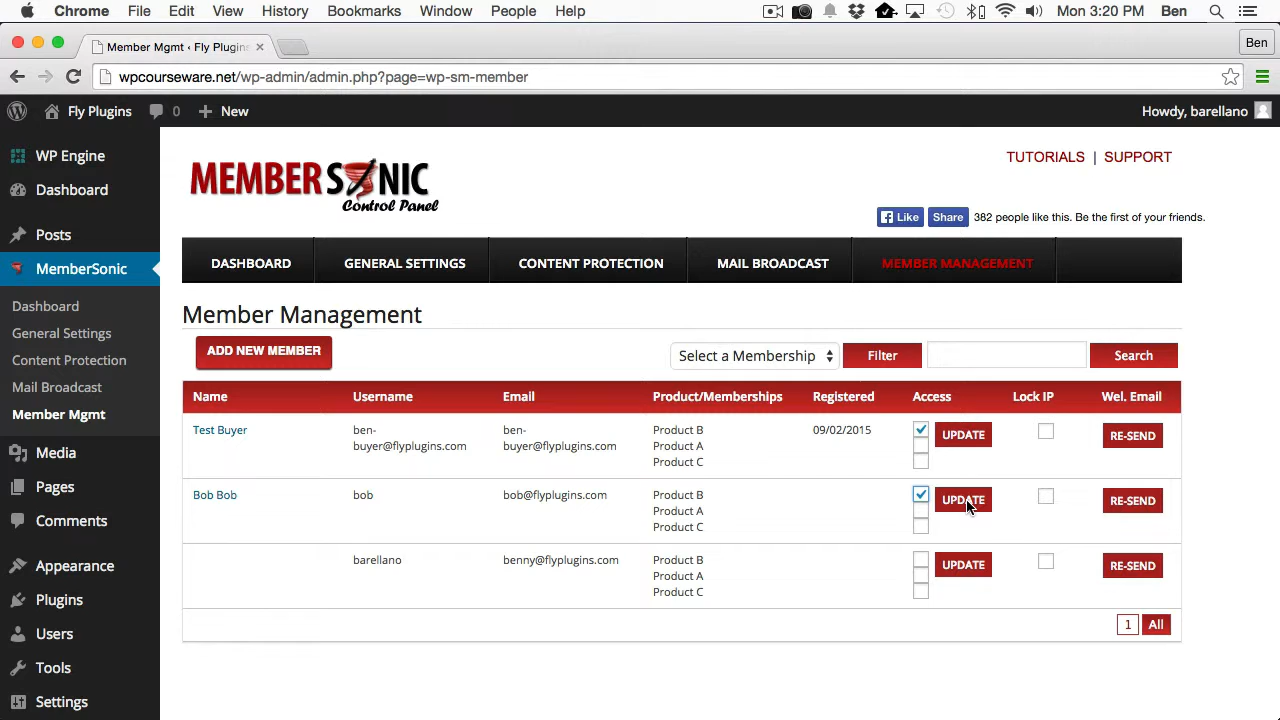 Chrome File Edit View History Bookmarks Window People Help Mon 3:20 PM Ben
Member Mgmt ‹ Fly Plugins Ben
wpcourseware.net/wp-admin/admin.php?page=wp-sm-member
Fly Plugins 0 New Howdy, barellano
WP Engine
Dashboard
Posts
MemberSonic
Dashboard
General Settings
Content Protection
Mail Broadcast
Member Mgmt
Media
Pages
Comments
Appearance
Plugins
Users
Tools
Settings
MEMBERSONIC
Control Panel
TUTORIALS | SUPPORT
Like Share 382 people like this. Be the first of your friends.
DASHBOARD GENERAL SETTINGS CONTENT PROTECTION MAIL BROADCAST MEMBER MANAGEMENT
Member Management
ADD NEW MEMBER Select a Membership Filter Search
Name Username Email Product/Memberships Registered Access Lock IP Wel. Email
Test Buyer ben- ben- Product B 09/02/2015 UPDATE RE-SEND
buyer@flyplugins.com buyer@flyplugins.com Product A
Product C
Bob Bob bob bob@flyplugins.com Product B UPDATE RE-SEND
Product A
Product C
barellano benny@flyplugins.com Product B UPDATE RE-SEND
Product A
Product C
1 All